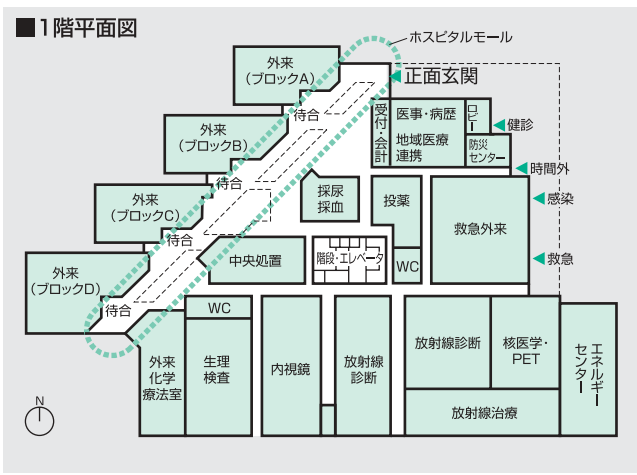 ■1階平面図
ホスピタルモール
正面玄関
外来
(ブロックA)
待合
受付・会計
医事・病歴
地域医療
連携
ロビー
健診
防災
センター
時間外
外来
(ブロックB)
待合
感染
採尿
採血
投薬
救急外来
外来
(ブロックC)
待合
中央処置
階段・エレベータ
WC
救急
外来
(ブロックD)
待合
WC
外来
化学
療法室
生理
検査
内視鏡
放射線
診断
放射線診断
核医学・
PET
エネルギー
センター
放射線治療
N